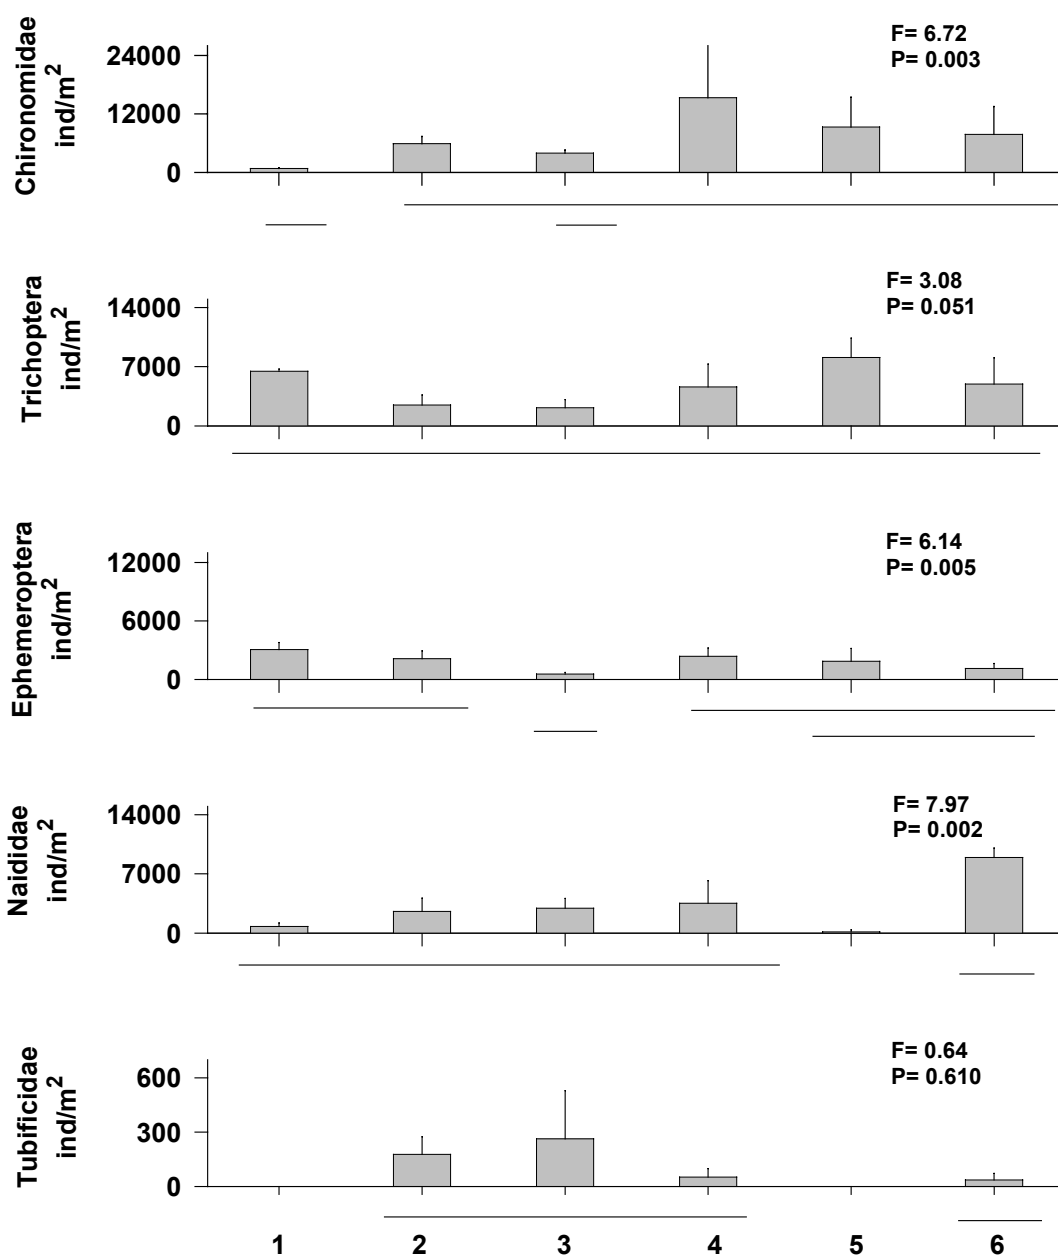 Chironomidae
ind/m²
24000
12000
0
F= 6.72
P= 0.003
Trichoptera
ind/m²
14000
7000
0
F= 3.08
P= 0.051
Ephemeroptera
ind/m²
12000
6000
0
F= 6.14
P= 0.005
Naididae
ind/m²
14000
7000
0
F= 7.97
P= 0.002
Tubificidae
ind/m²
600
300
0
F= 0.64
P= 0.610
1 2 3 4 5 6